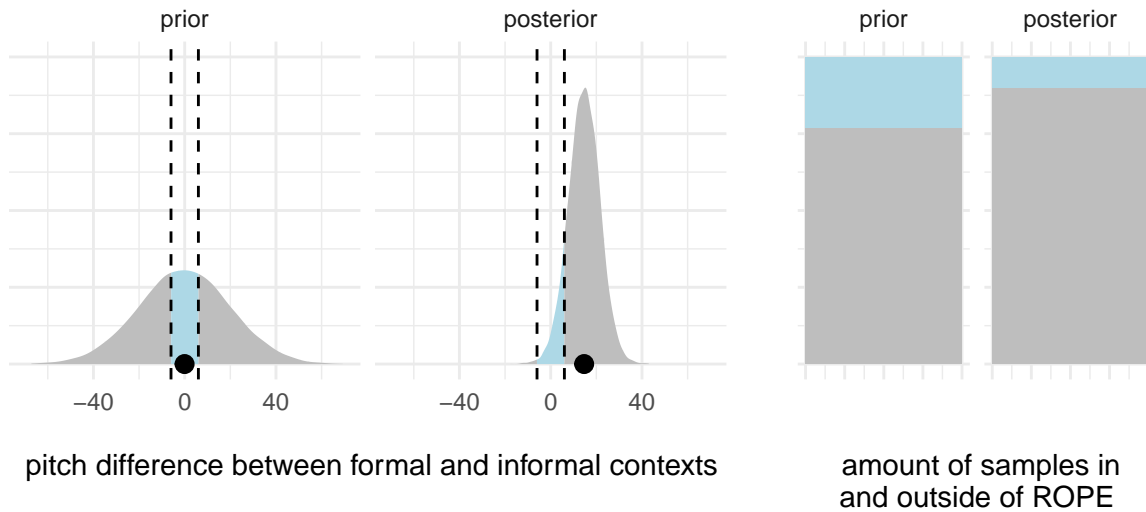 prior
posterior
prior
posterior
−40
0
40
−40
0
40
pitch difference between formal and informal contexts
amount of samples in
and outside of ROPE